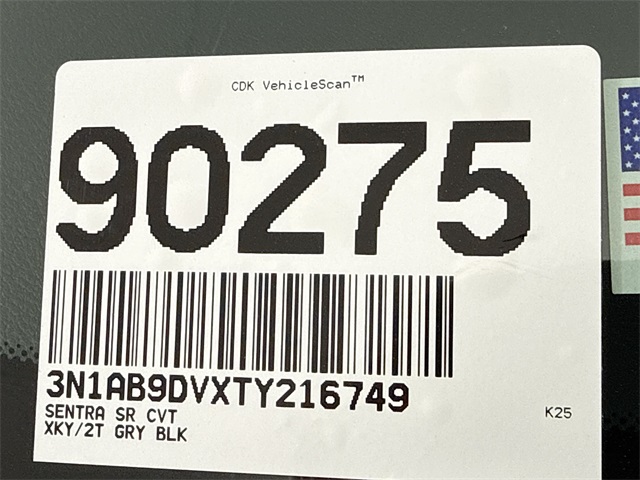 CDK VehicleScan™
90275
3N1AB9DVXTY216749
SENTRA SR CVT
XKY/2T GRY BLK
K25